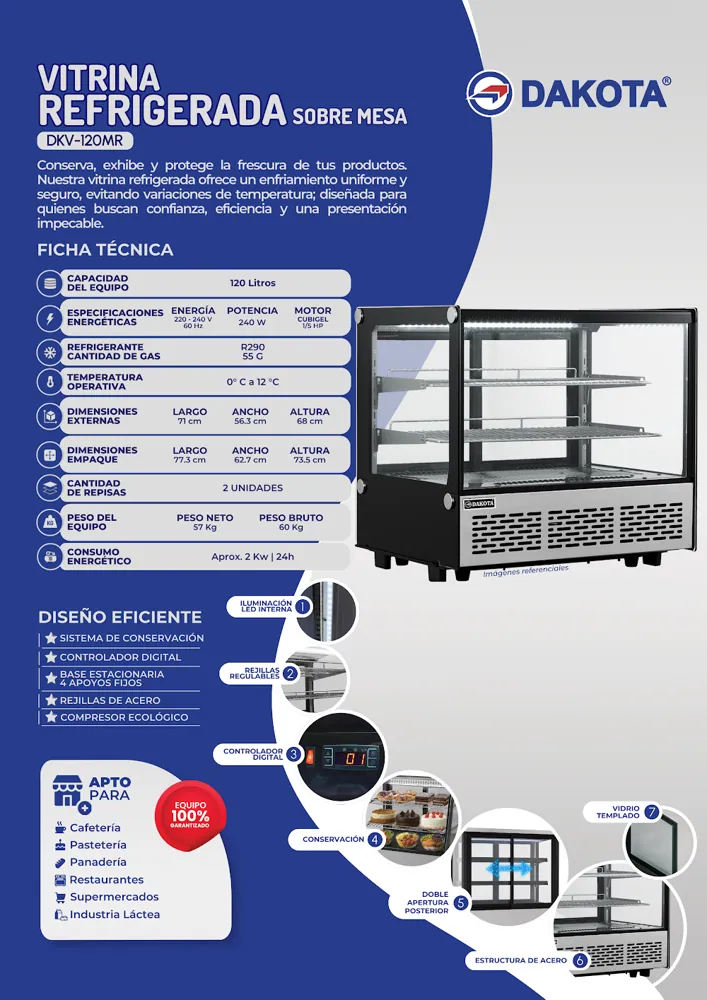 VITRINA
REFRIGERADA SOBRE MESA
DKV-120MR
DAKOTA®
Conserva, exhibe y protege la frescura de tus productos.
Nuestra vitrina refrigerada ofrece un enfriamiento uniforme y
seguro, evitando variaciones de temperatura; diseñada para
quienes buscan confianza, eficiencia y una presentación
impecable.
FICHA TÉCNICA
CAPACIDAD
DEL EQUIPO
120 Litros
ESPECIFICACIONES
ENERGÉTICAS
ENERGÍA
220 - 240 V
60 Hz
POTENCIA
240 W
MOTOR
CUBIGEL
1/5 HP
REFRIGERANTE
CANTIDAD DE GAS
R290
55 G
TEMPERATURA
OPERATIVA
0° C a 12 °C
DIMENSIONES
EXTERNAS
LARGO
71 cm
ANCHO
56.3 cm
ALTURA
68 cm
DIMENSIONES
EMPAQUE
LARGO
77.3 cm
ANCHO
62.7 cm
ALTURA
73.5 cm
CANTIDAD
DE REPISAS
2 UNIDADES
KG
PESO DEL
EQUIPO
PESO NETO
57 Kg
PESO BRUTO
60 Kg
CONSUMO
ENERGÉTICO
Aprox. 2 Kw | 24h
DAKOTA
Imágenes referenciales
DISEÑO EFICIENTE
SISTEMA DE CONSERVACIÓN
CONTROLADOR DIGITAL
BASE ESTACIONARIA
4 APOYOS FIJOS
REJILLAS DE ACERO
COMPRESOR ECOLÓGICO
ILUMINACIÓN
LED INTERNA 1
REJILLAS
REGULABLES 2
CONTROLADOR
DIGITAL 3
01
CONSERVACIÓN 4
DOBLE
APERTURA
POSTERIOR 5
ESTRUCTURA DE ACERO 6
VIDRIO
TEMPLADO 7
APTO
PARA
EQUIPO
100%
GARANTIZADO
Cafetería
Pastetería
Panadería
Restaurantes
Supermercados
Industria Láctea